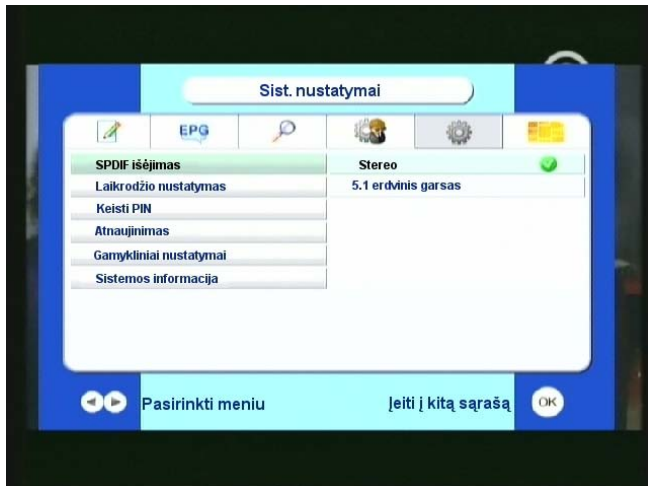 Sist. nustatymai
EPG
SPDIF išėjimas
Stereo
Laikrodžio nustatymas
5.1 erdvinis garsas
Keisti PIN
Atnaujinimas
Gamykliniai nustatymai
Sistemos informacija
Pasirinkti meniu
Įeiti į kitą sąrašą
OK